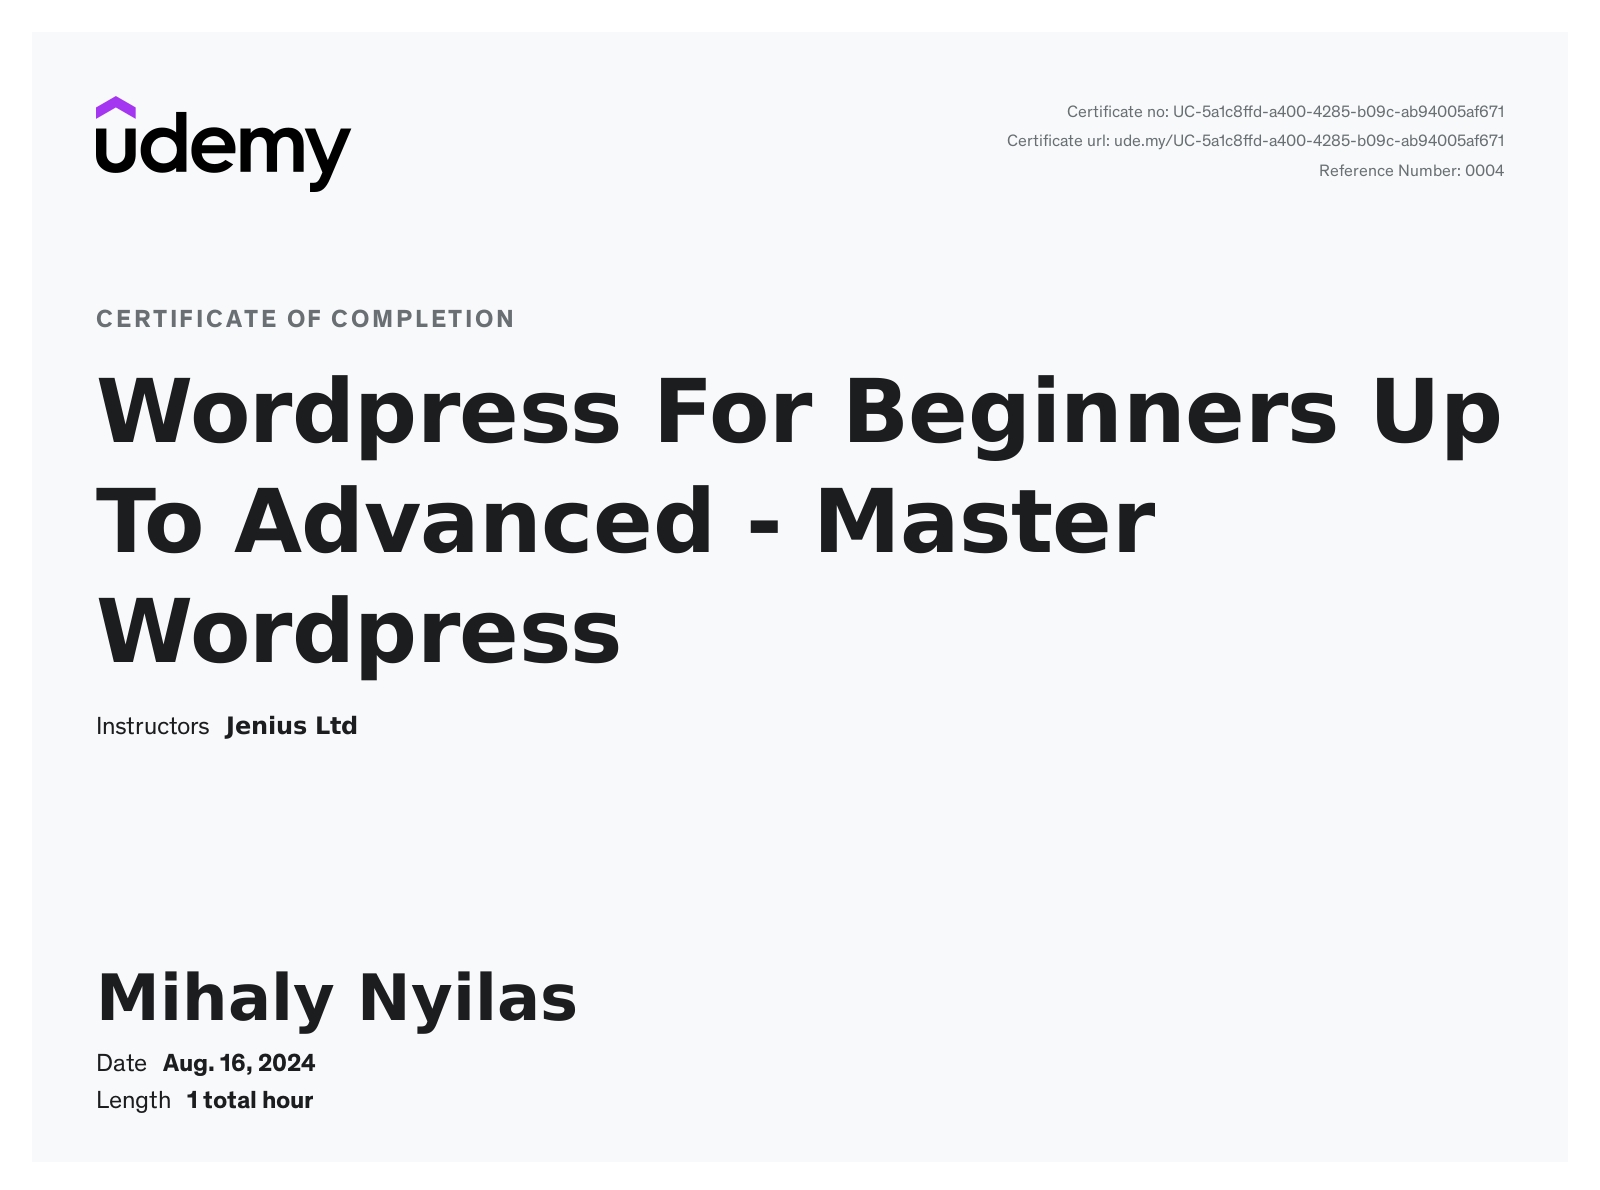 udemy
Certificate no: UC-5a1c8ffd-a400-4285-b09c-ab94005af671
Certificate url: ude.my/UC-5a1c8ffd-a400-4285-b09c-ab94005af671
Reference Number: 0004
CERTIFICATE OF COMPLETION
Wordpress For Beginners Up
To Advanced - Master
Wordpress
Instructors Jenius Ltd
Mihaly Nyilas
Date Aug. 16, 2024
Length 1 total hour